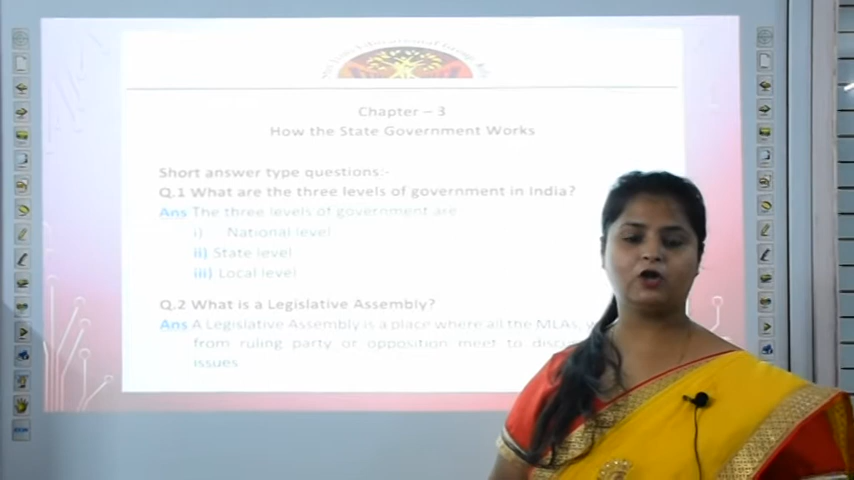 Chapter – 3
How the State Government Works
Short answer type questions:-
Q.1 What are the three levels of government in India?
Ans The three levels of government are
i) National level
ii) State level
iii) Local level
Q.2 What is a Legislative Assembly?
Ans A Legislative Assembly is a place where all the MLAs,
from ruling party or opposition meet to
issues